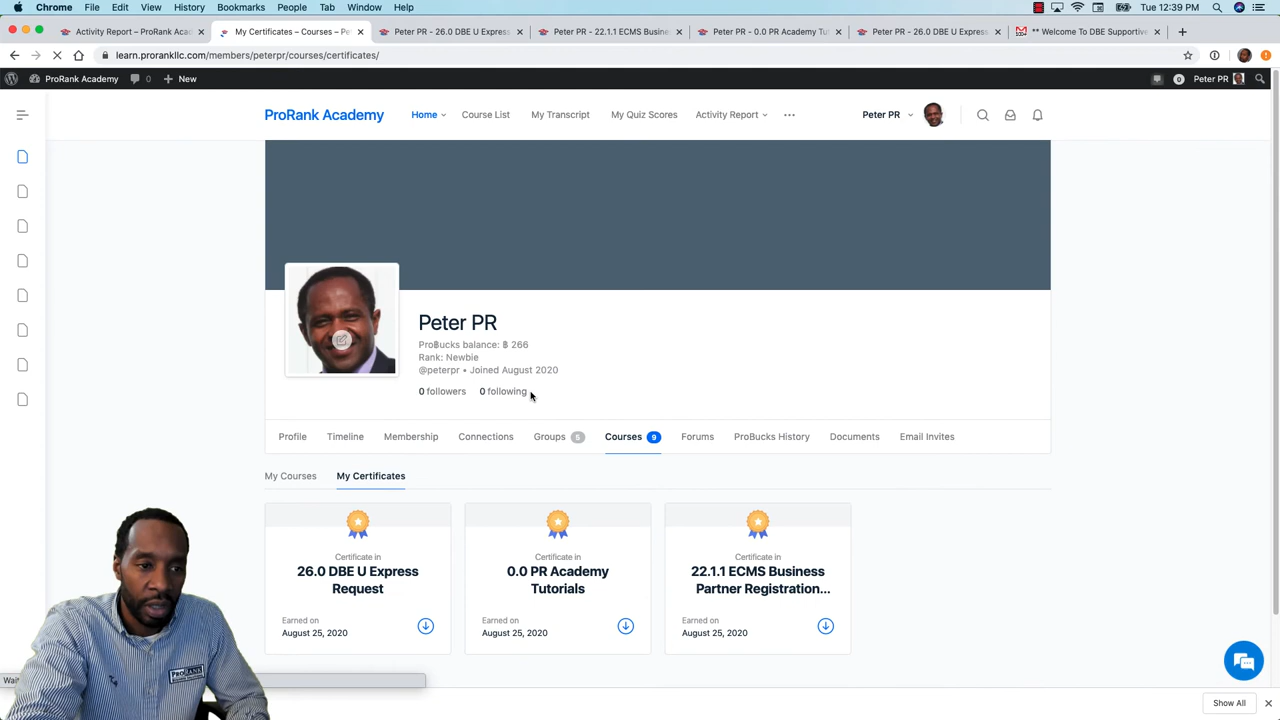 Chrome File Edit View History Bookmarks People Tab Window Help Tue 12:39 PM
Activity Report – ProRank Acade My Certificates – Courses – Pe Peter PR - 26.0 DBE U Express Peter PR - 22.1.1 ECMS Busine Peter PR - 0.0 PR Academy Tu Peter PR - 26.0 DBE U Express ** Welcome To DBE Supportive
learn.prorankllc.com/members/peterpr/courses/certificates/
ProRank Academy 0 New 0 Peter PR
ProRank Academy Home Course List My Transcript My Quiz Scores Activity Report Peter PR
Peter PR
ProBucks balance: ฿ 266
Rank: Newbie
@peterpr • Joined August 2020
0 followers 0 following
Profile Timeline Membership Connections Groups 5 Courses 9 Forums ProBucks History Documents Email Invites
My Courses My Certificates
Certificate in Certificate in Certificate in
26.0 DBE U Express 0.0 PR Academy 22.1.1 ECMS Business
Request Tutorials Partner Registration...
Earned on Earned on Earned on
August 25, 2020 August 25, 2020 August 25, 2020
PRORANK
Wai
Show All